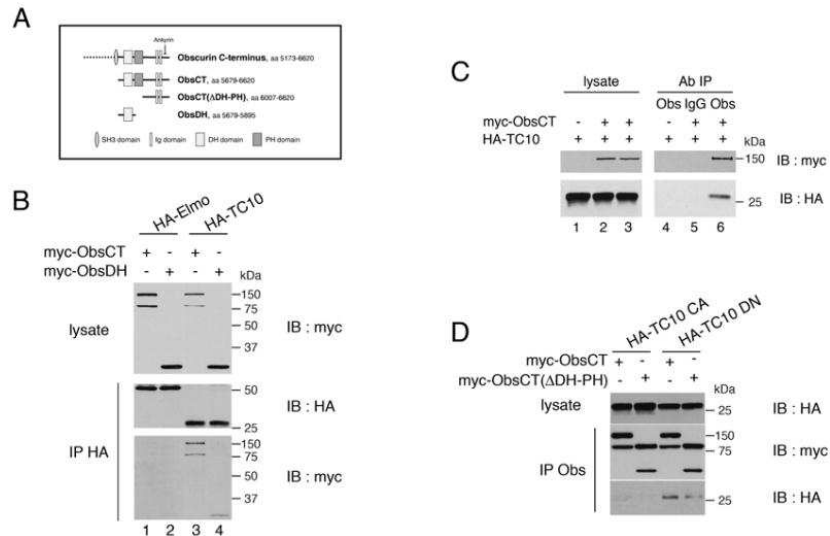 A
Ankyrin
Obscurin C-terminus, aa 5173-6620
ObsCT, aa 5679-6620
ObsCT(ΔDH-PH), aa 6007-6620
ObsDH, aa 5679-5895
SH3 domain Ig domain DH domain PH domain
B
HA-Elmo HA-TC10
myc-ObsCT + - + -
myc-ObsDH - + - +
kDa
lysate
150
75
50
37
IB : myc
IP HA
50
25
IB : HA
150
75
50
37
IB : myc
1 2 3 4
C
lysate Ab IP
Obs IgG Obs
myc-ObsCT - + + - + +
HA-TC10 + + + + + +
kDa
150 IB : myc
25 IB : HA
1 2 3 4 5 6
D
HA-TC10 CA HA-TC10 DN
myc-ObsCT + - + -
myc-ObsCT(ΔDH-PH) - + - +
kDa
lysate 25 IB : HA
IP Obs
150
75
IB : myc
25 IB : HA